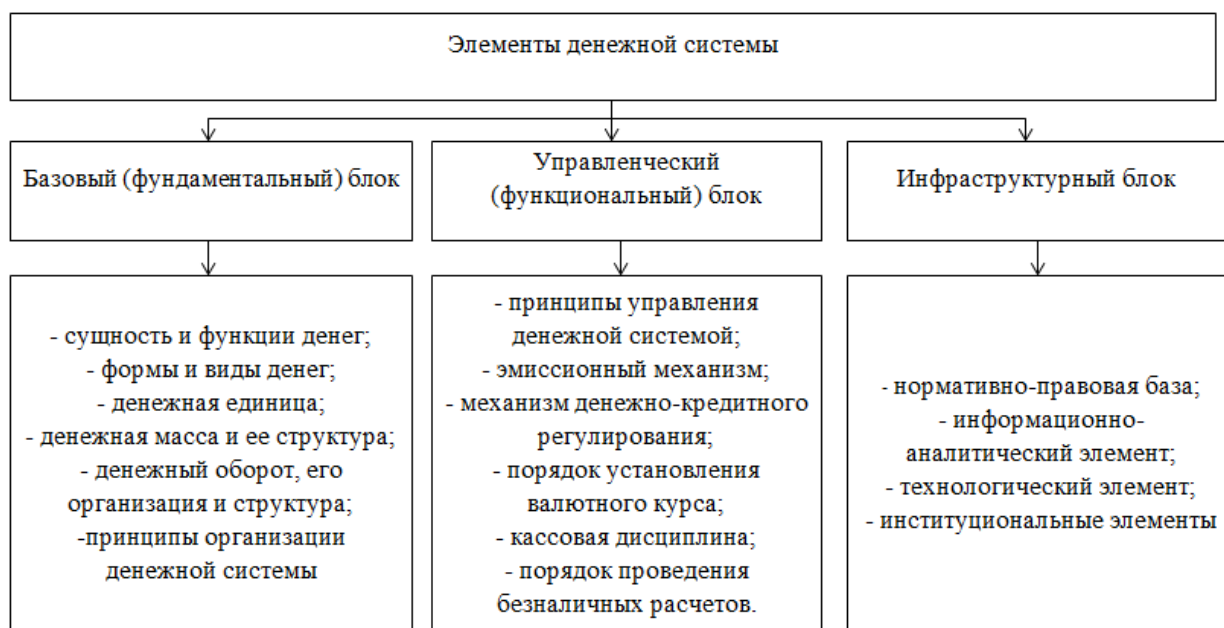 Элементы денежной системы
Базовый (фундаментальный) блок
Управленческий
(функциональный) блок
Инфраструктурный блок
- сущность и функции денег;
- формы и виды денег;
- денежная единица;
- денежная масса и ее структура;
- денежный оборот, его
организация и структура;
-принципы организации
денежной системы
- принципы управления
денежной системой;
- эмиссионный механизм;
- механизм денежно-кредитного
регулирования;
- порядок установления
валютного курса;
- кассовая дисциплина;
- порядок проведения
безналичных расчетов.
- нормативно-правовая база;
- информационно-
аналитический элемент;
- технологический элемент;
- институциональные элементы